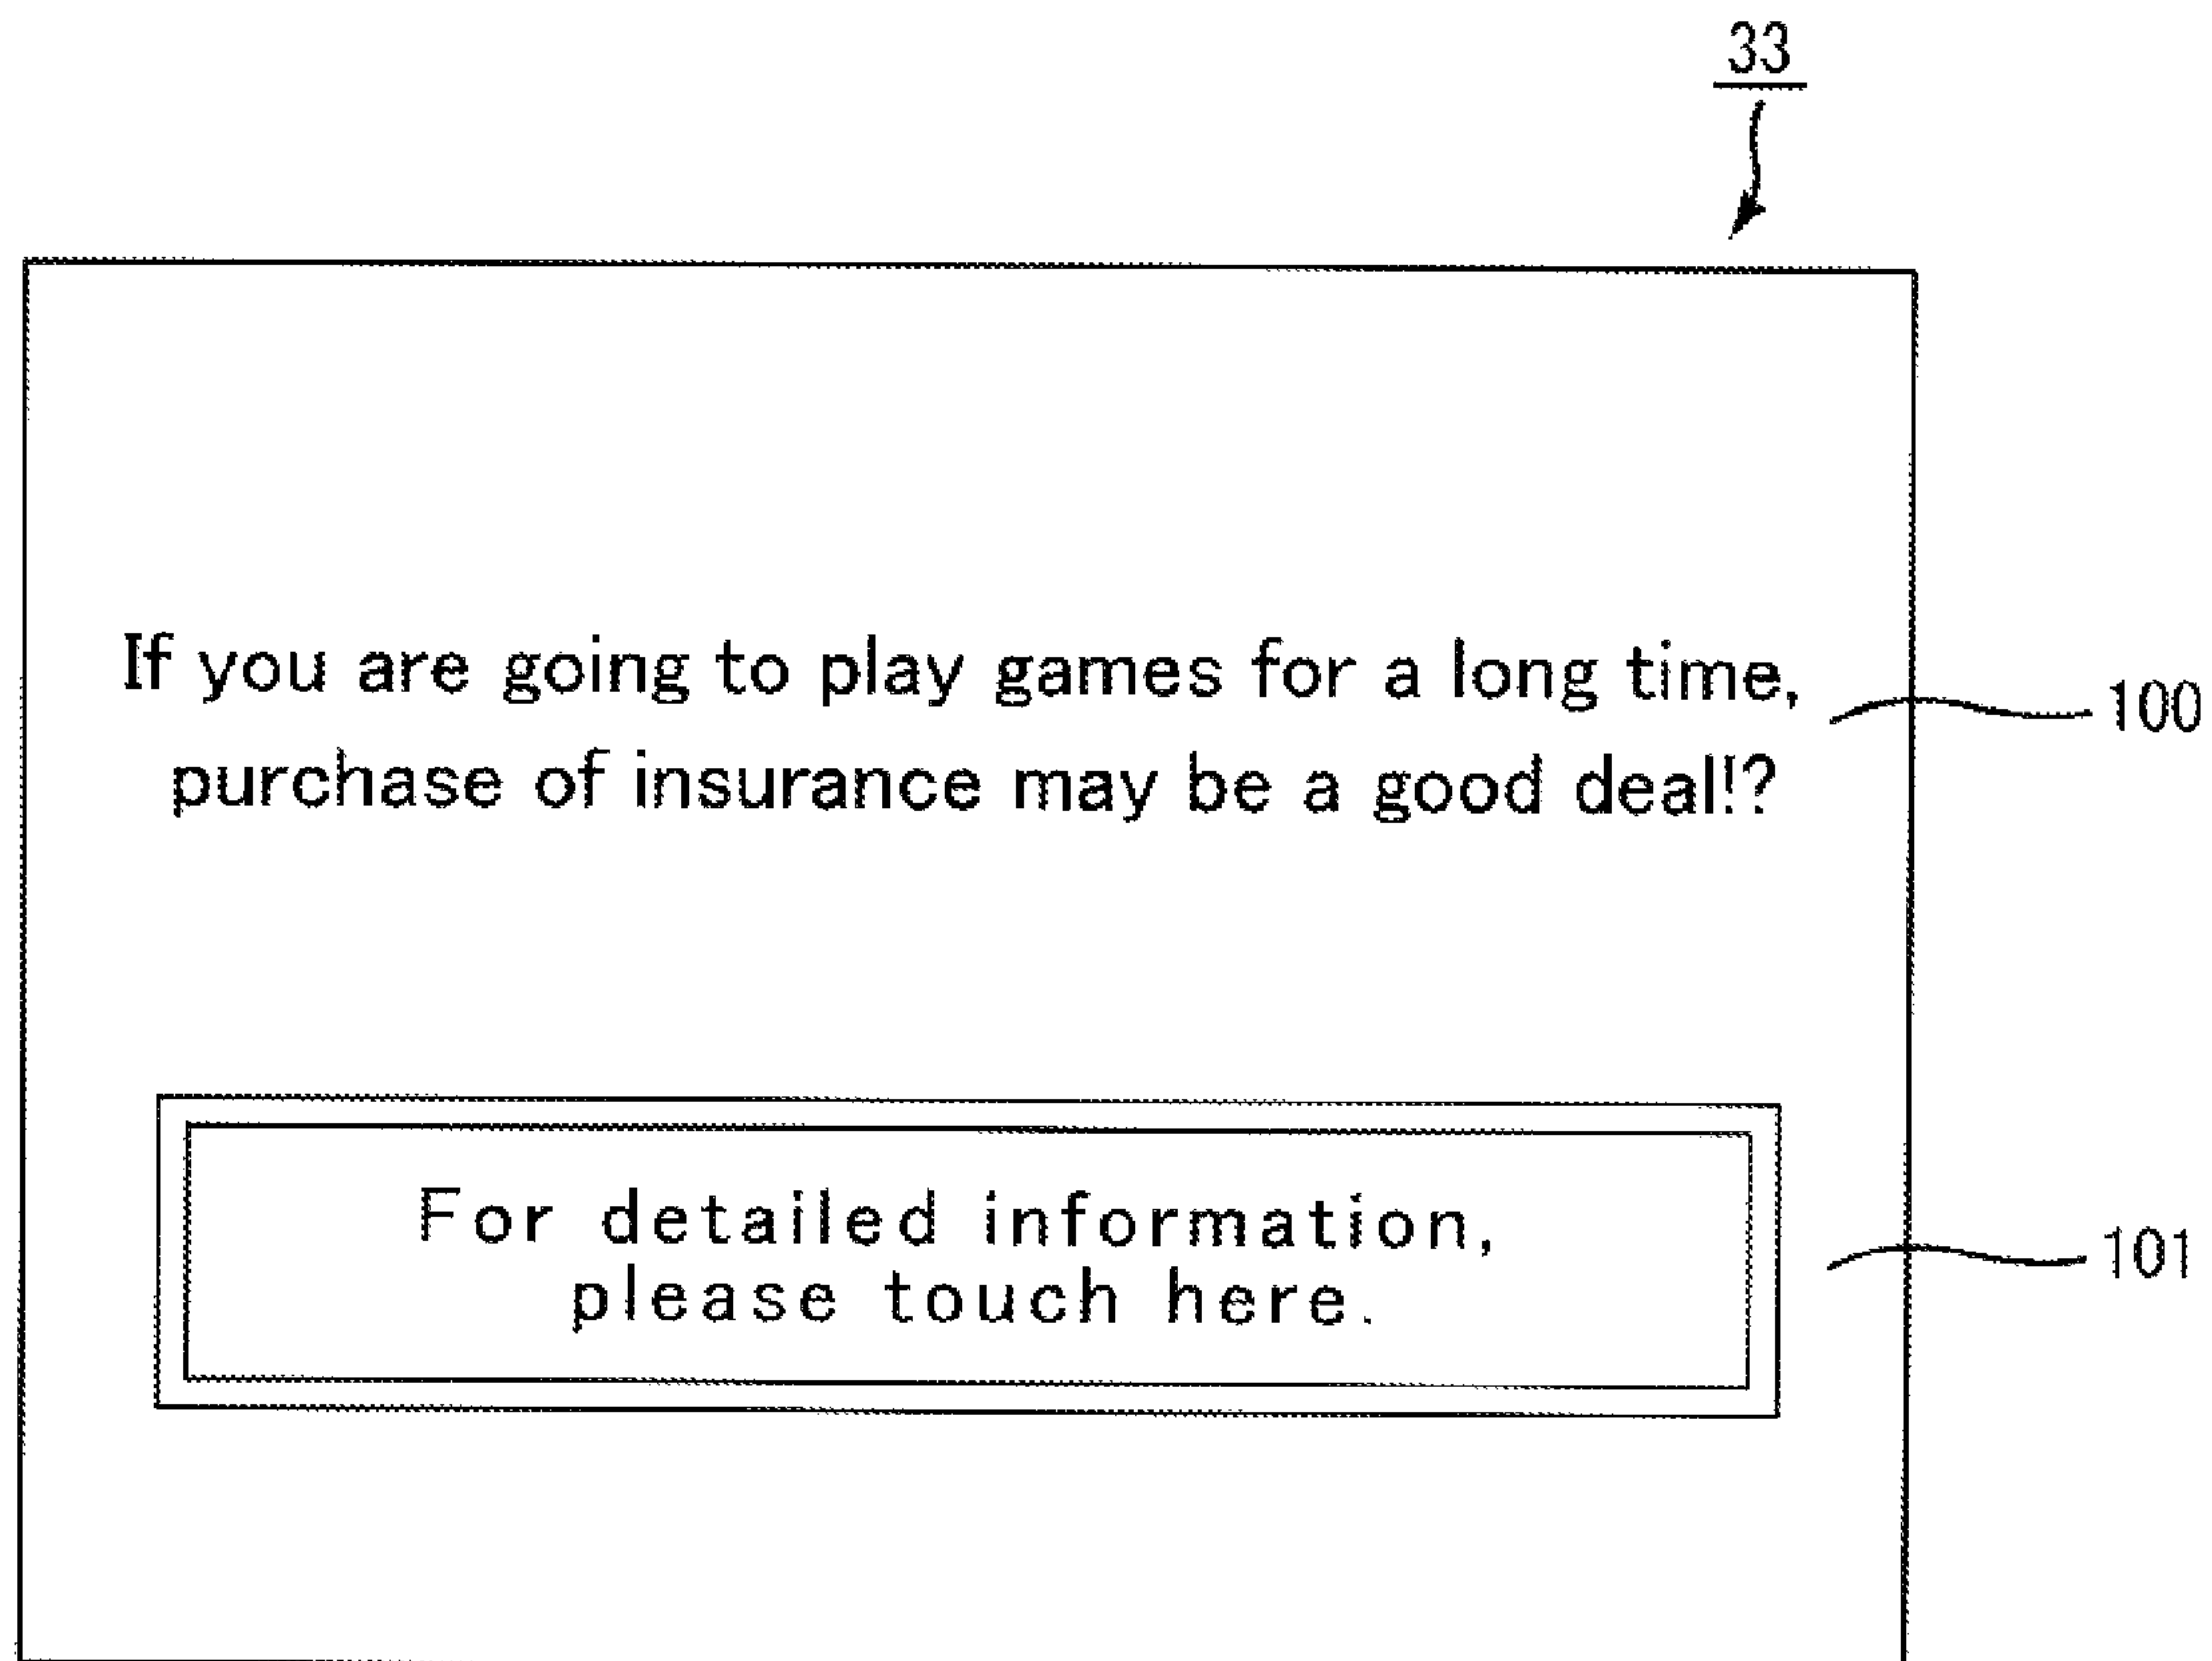 33
If you are going to play games for a long time,
100
purchase of insurance may be a good deal!?
For detailed information,
101
please touch here.